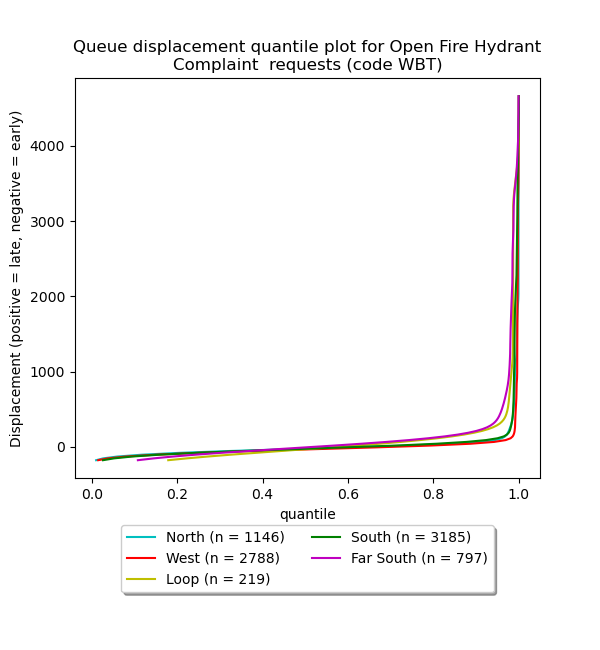 Queue displacement quantile plot for Open Fire Hydrant
Complaint  requests (code WBT)
Displacement (positive = late, negative = early)
4000
3000
2000
1000
0
0.0 0.2 0.4 0.6 0.8 1.0
quantile
North (n = 1146)
West (n = 2788)
Loop (n = 219)
South (n = 3185)
Far South (n = 797)